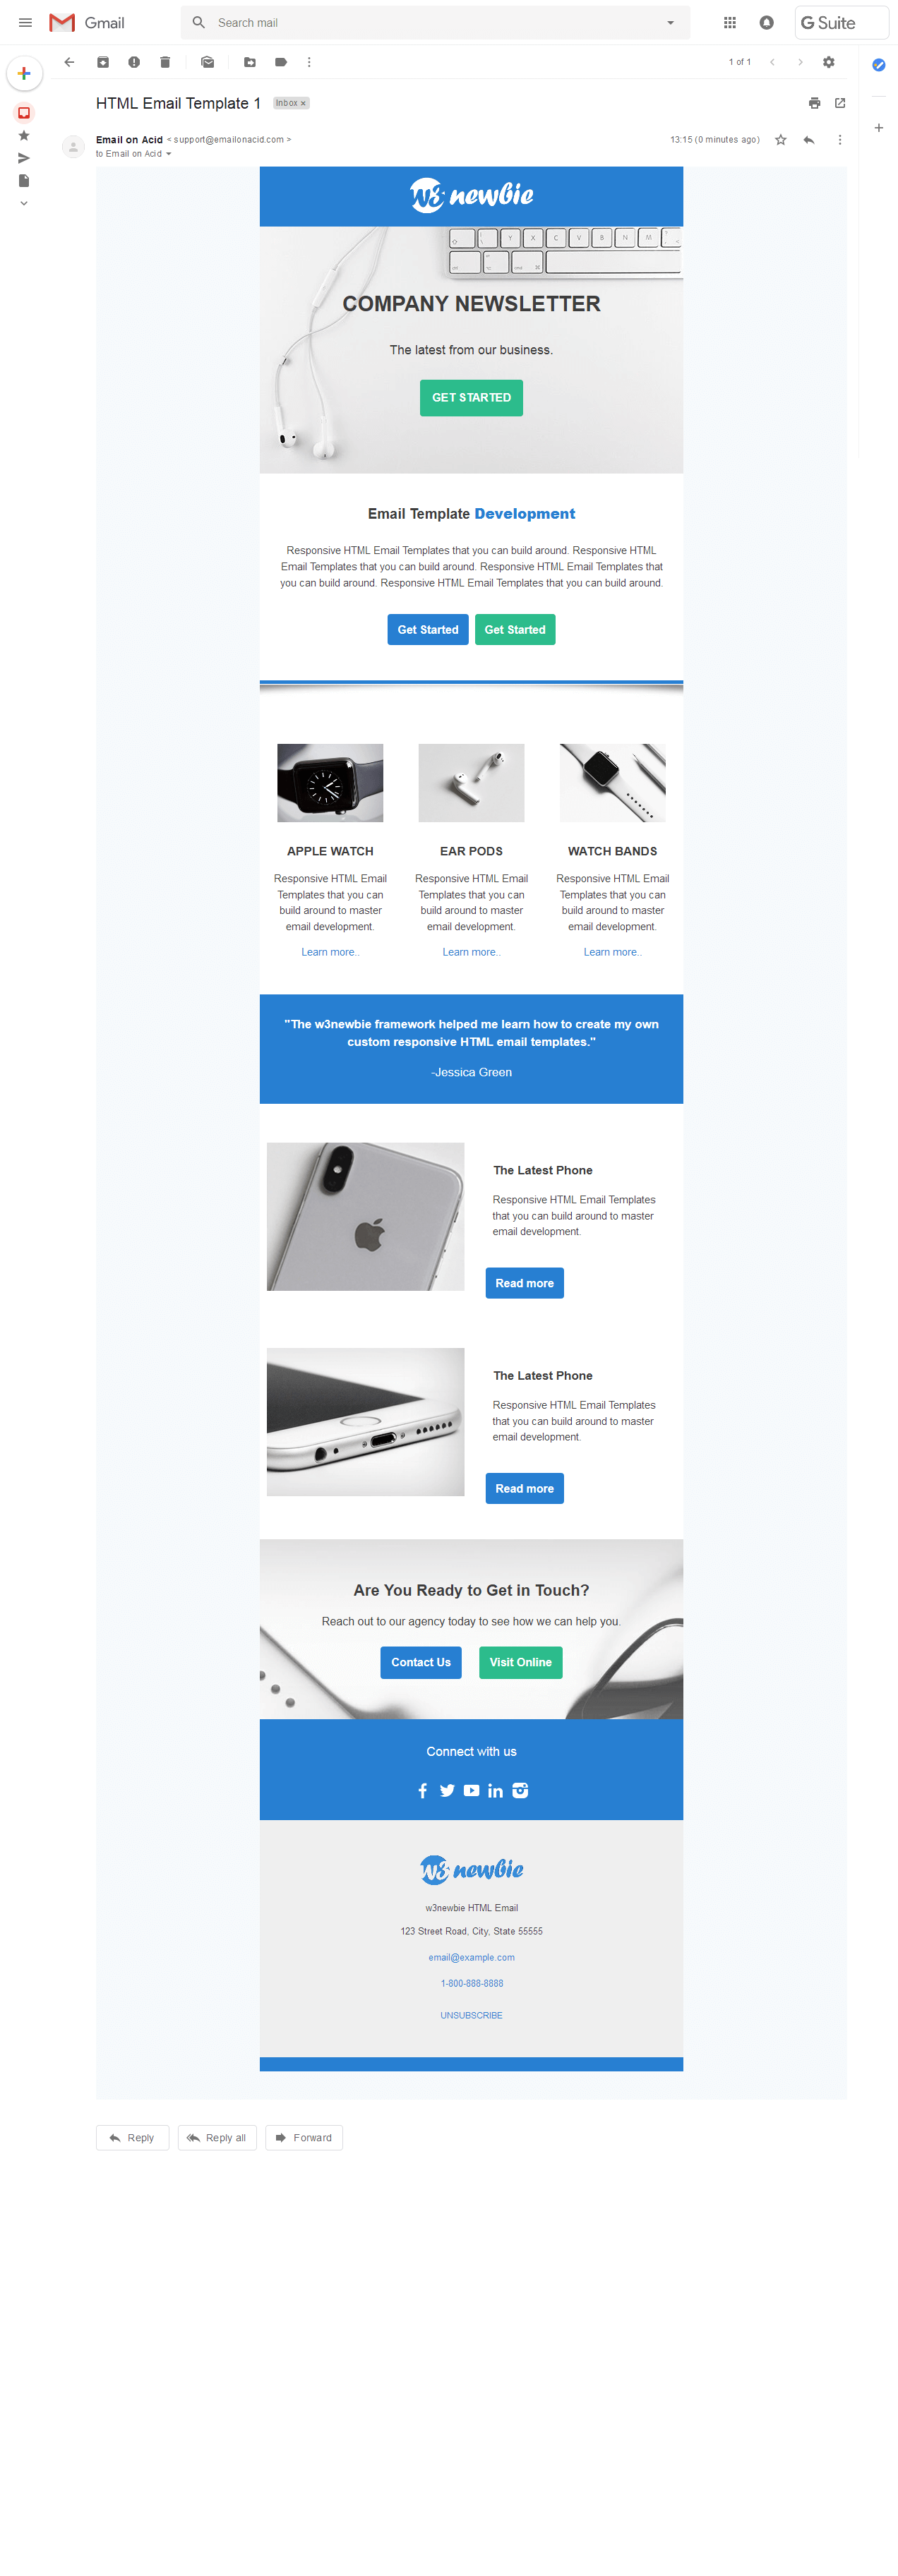 Gmail
Search mail
G Suite
1 of 1
HTML Email Template 1
Inbox ×
Email on Acid < support@emailonacid.com >
13:15 (0 minutes ago)
to Email on Acid
w3 newbie
COMPANY NEWSLETTER
The latest from our business.
GET STARTED
Email Template Development
Responsive HTML Email Templates that you can build around. Responsive HTML
Email Templates that you can build around. Responsive HTML Email Templates that
you can build around. Responsive HTML Email Templates that you can build around.
Get Started
Get Started
APPLE WATCH
Responsive HTML Email
Templates that you can
build around to master
email development.
Learn more..
EAR PODS
Responsive HTML Email
Templates that you can
build around to master
email development.
Learn more..
WATCH BANDS
Responsive HTML Email
Templates that you can
build around to master
email development.
Learn more..
"The w3newbie framework helped me learn how to create my own
custom responsive HTML email templates."
-Jessica Green
The Latest Phone
Responsive HTML Email Templates
that you can build around to master
email development.
Read more
The Latest Phone
Responsive HTML Email Templates
that you can build around to master
email development.
Read more
Are You Ready to Get in Touch?
Reach out to our agency today to see how we can help you.
Contact Us
Visit Online
Connect with us
w3 newbie
w3newbie HTML Email
123 Street Road, City, State 55555
email@example.com
1-800-888-8888
UNSUBSCRIBE
Reply
Reply all
Forward